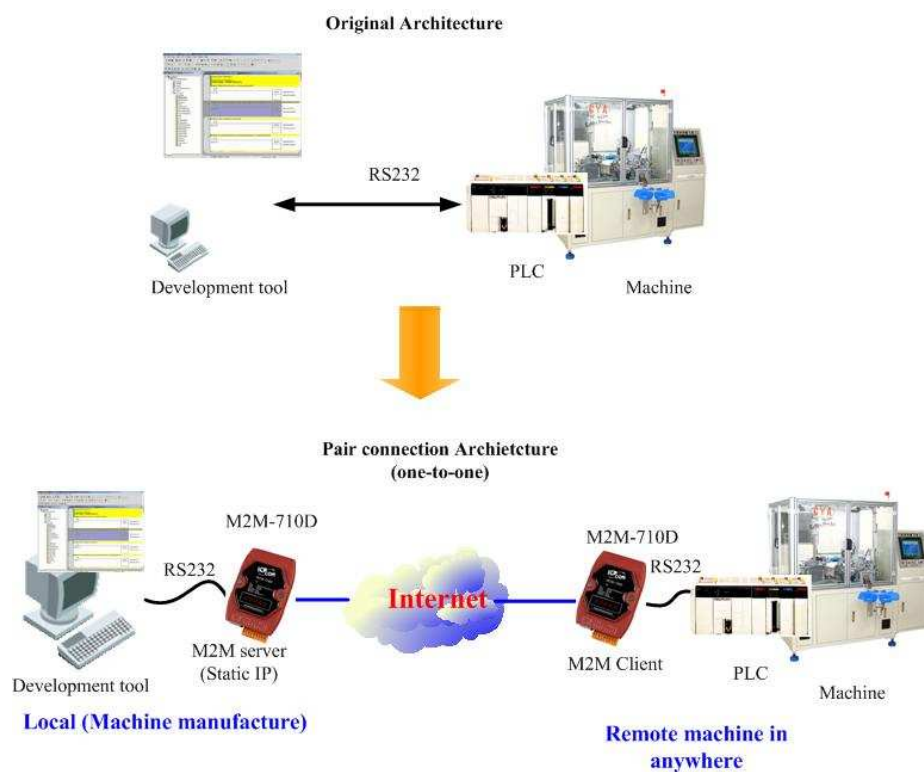 Original Architecture
RS232
PLC
Machine
Development tool
Pair connection Archietcture
(one-to-one)
M2M-710D
M2M-710D
RS232
RS232
Internet
M2M server
(Static IP)
M2M Client
PLC
Machine
Development tool
Local (Machine manufacture)
Remote machine in
anywhere